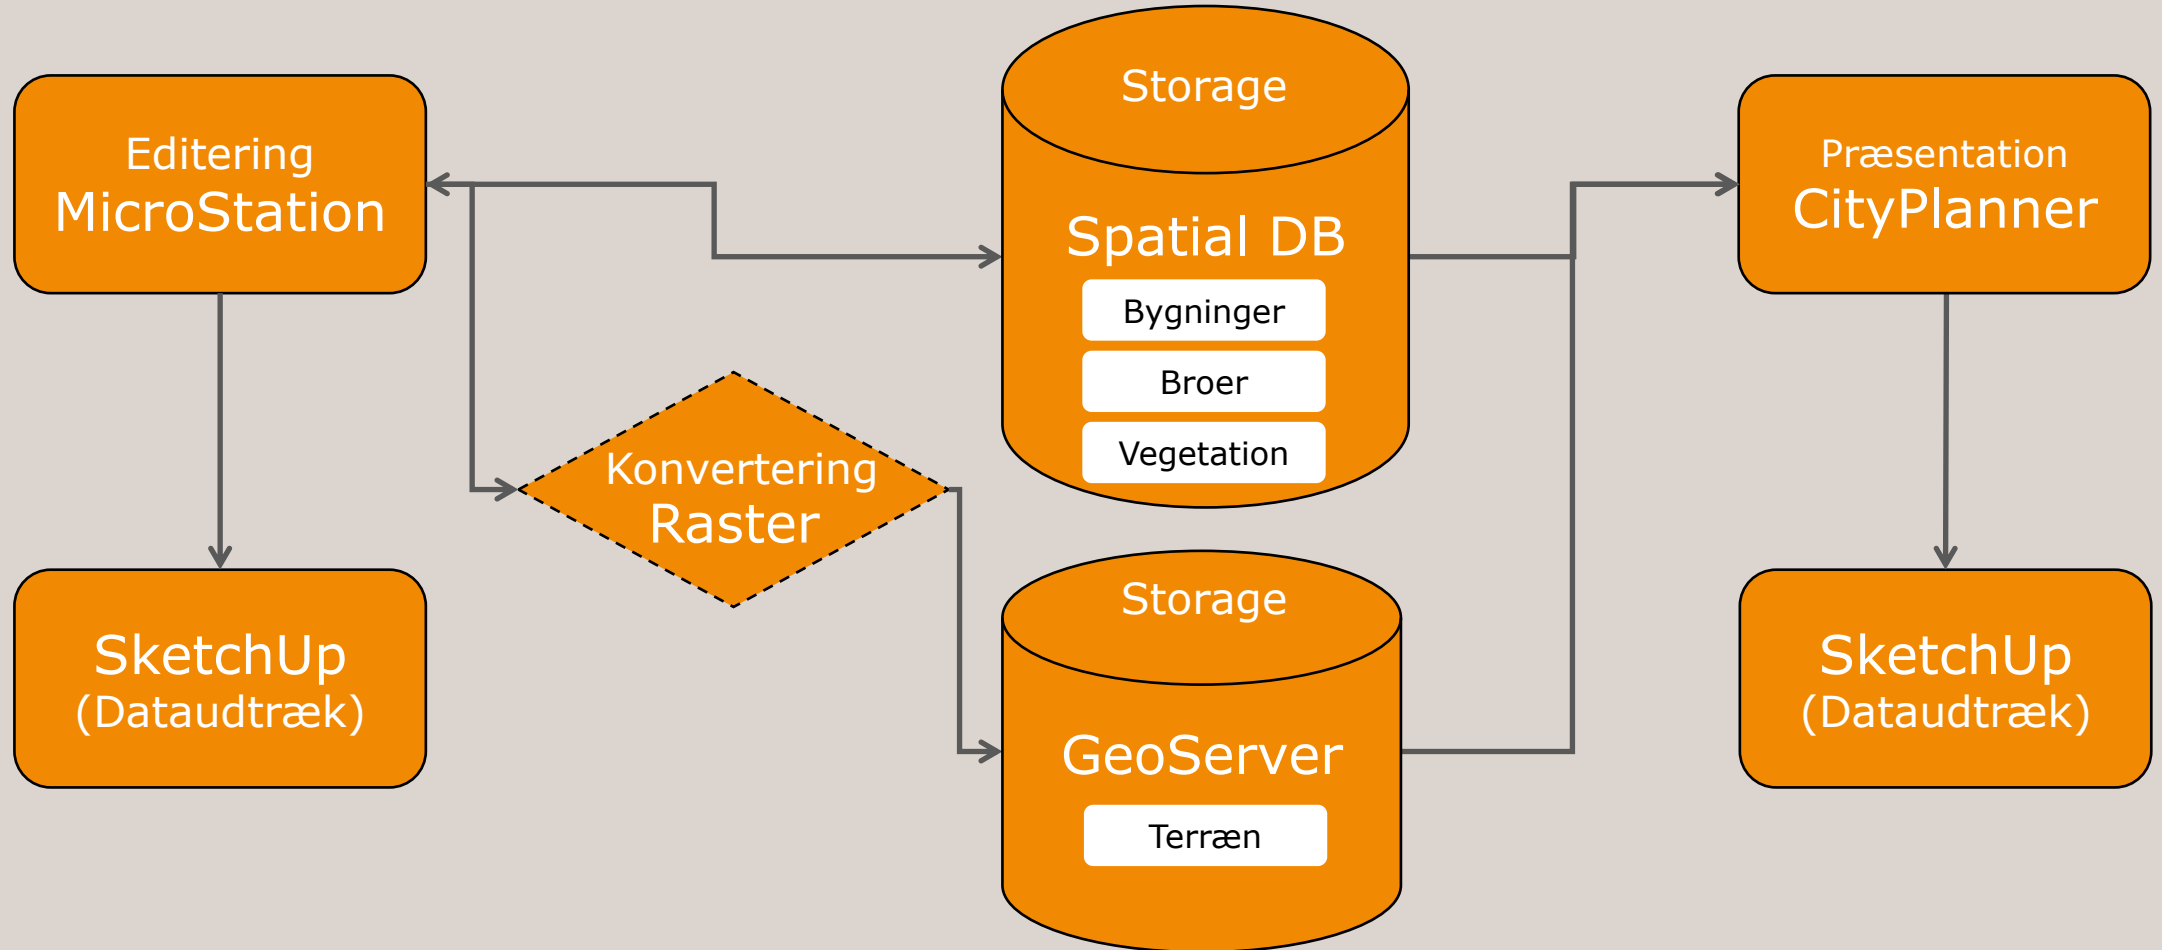 Editering
MicroStation
SketchUp
(Dataudtræk)
Konvertering
Raster
Storage
Spatial DB
Bygninger
Broer
Vegetation
Storage
GeoServer
Terræn
Præsentation
CityPlanner
SketchUp
(Dataudtræk)